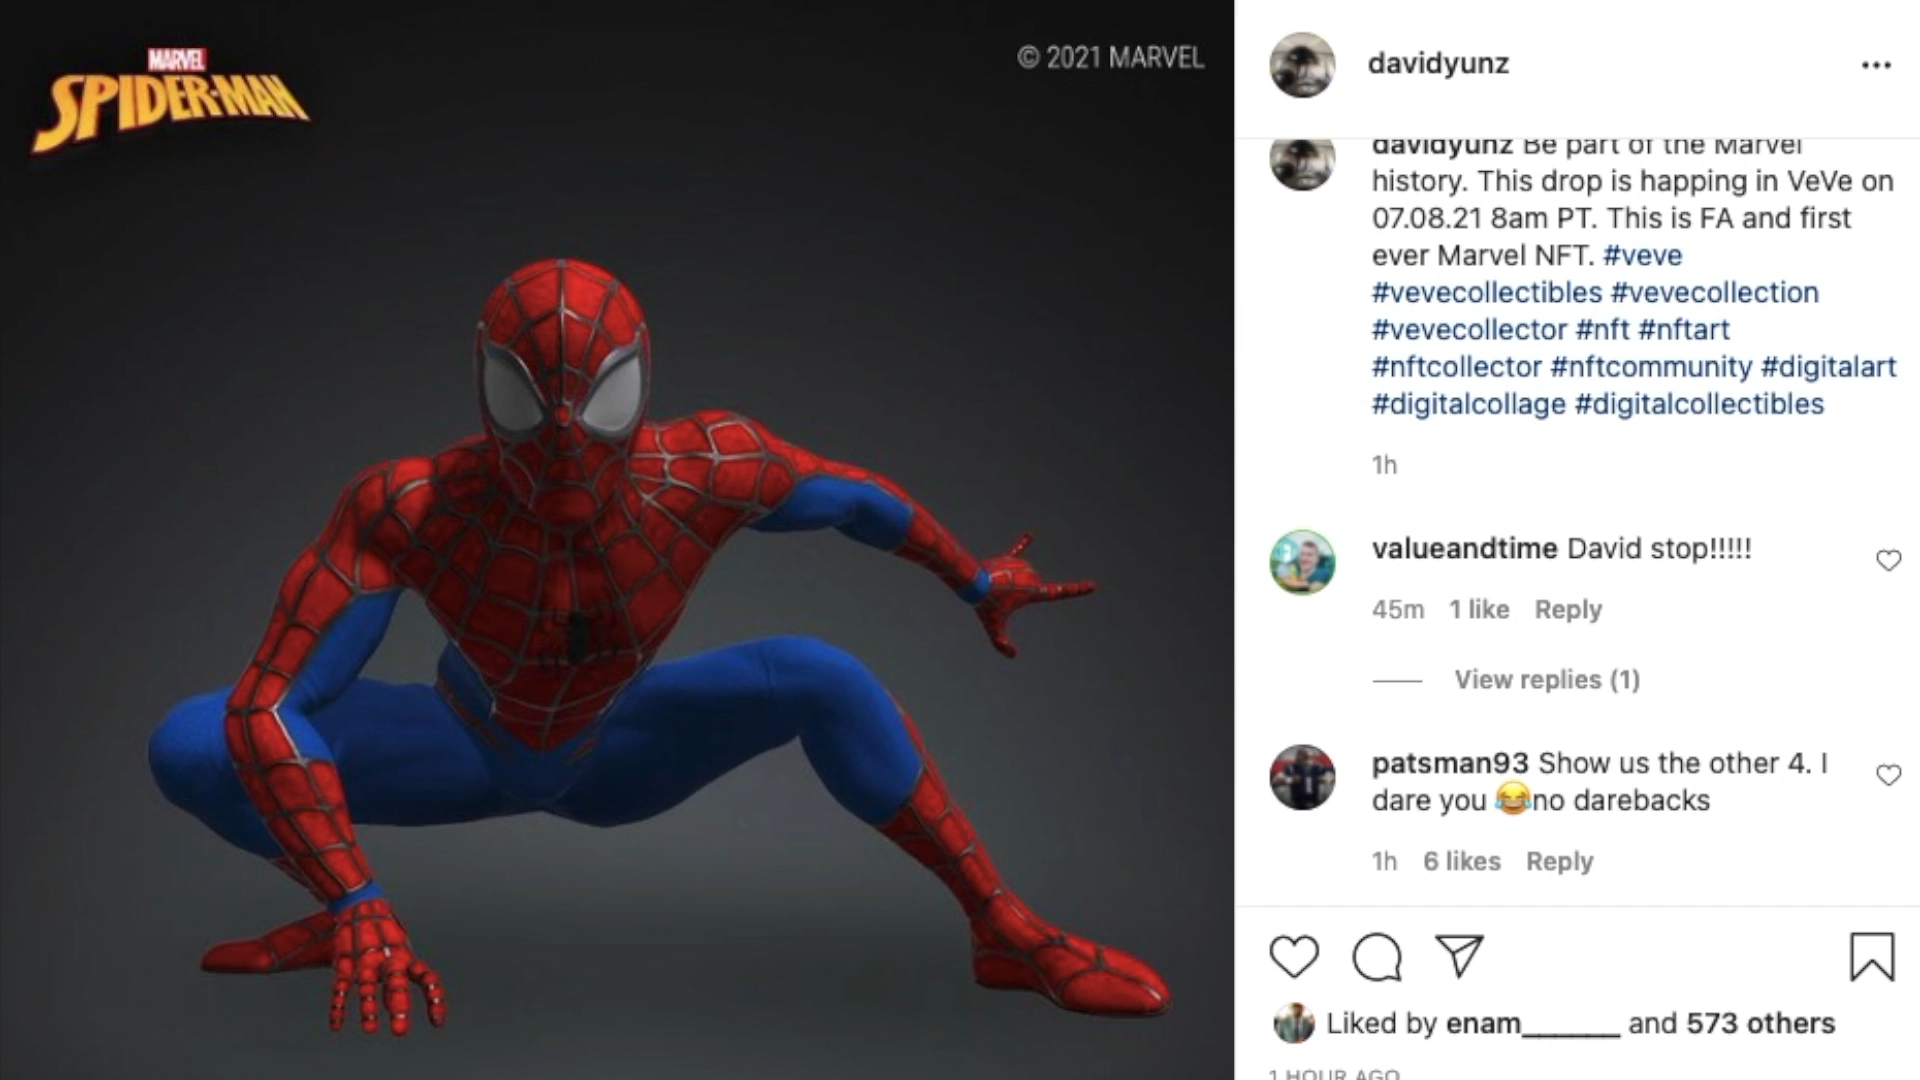 MARVEL
SPIDER-MAN
© 2021 MARVEL
davidyunz
davidyunz Be part of the Marvel
history. This drop is happing in VeVe on
07.08.21 8am PT. This is FA and first
ever Marvel NFT. #veve
#vevecollectibles #vevecollection
#vevecollector #nft #nftart
#nftcollector #nftcommunity #digitalart
#digitalcollage #digitalcollectibles
1h
valueandtime David stop!!!!!
45m 1 like Reply
View replies (1)
patsman93 Show us the other 4. I
dare you 😂no darebacks
1h 6 likes Reply
Liked by enam______ and 573 others
1 HOUR AGO